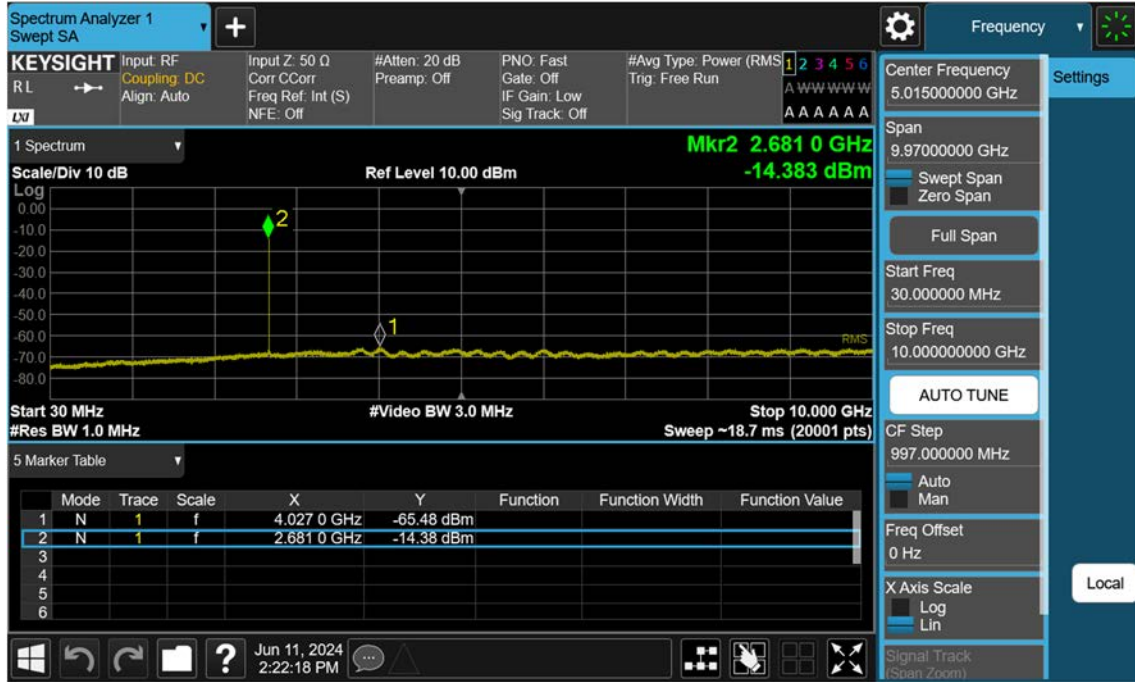 Spectrum Analyzer 1
Swept SA
+
Frequency
KEYSIGHT
R L
LXI
Input: RF
Coupling: DC
Align: Auto
Input Z: 50 Ω
Corr CCorr
Freq Ref: Int (S)
NFE: Off
#Atten: 20 dB
Preamp: Off
PNO: Fast
Gate: Off
IF Gain: Low
Sig Track: Off
#Avg Type: Power (RMS
Trig: Free Run
1 2 3 4 5 6
A W W W W W
A A A A A A
1 Spectrum
Scale/Div 10 dB
Ref Level 10.00 dBm
Mkr2 2.681 0 GHz
-14.383 dBm
Log
0.00
-10.0
-20.0
-30.0
-40.0
-50.0
-60.0
-70.0
-80.0
2
1
RMS
Start 30 MHz
#Res BW 1.0 MHz
#Video BW 3.0 MHz
Stop 10.000 GHz
Sweep ~18.7 ms (20001 pts)
5 Marker Table
Mode Trace Scale X Y Function Function Width Function Value
1 N 1 f 4.027 0 GHz -65.48 dBm
2 N 1 f 2.681 0 GHz -14.38 dBm
3
4
5
6
?
Jun 11, 2024
2:22:18 PM
Center Frequency
5.015000000 GHz
Span
9.97000000 GHz
Swept Span
Zero Span
Full Span
Start Freq
30.000000 MHz
Stop Freq
10.000000000 GHz
AUTO TUNE
CF Step
997.000000 MHz
Auto
Man
Freq Offset
0 Hz
X Axis Scale
Log
Lin
Signal Track
(Span Zoom)
Settings
Local